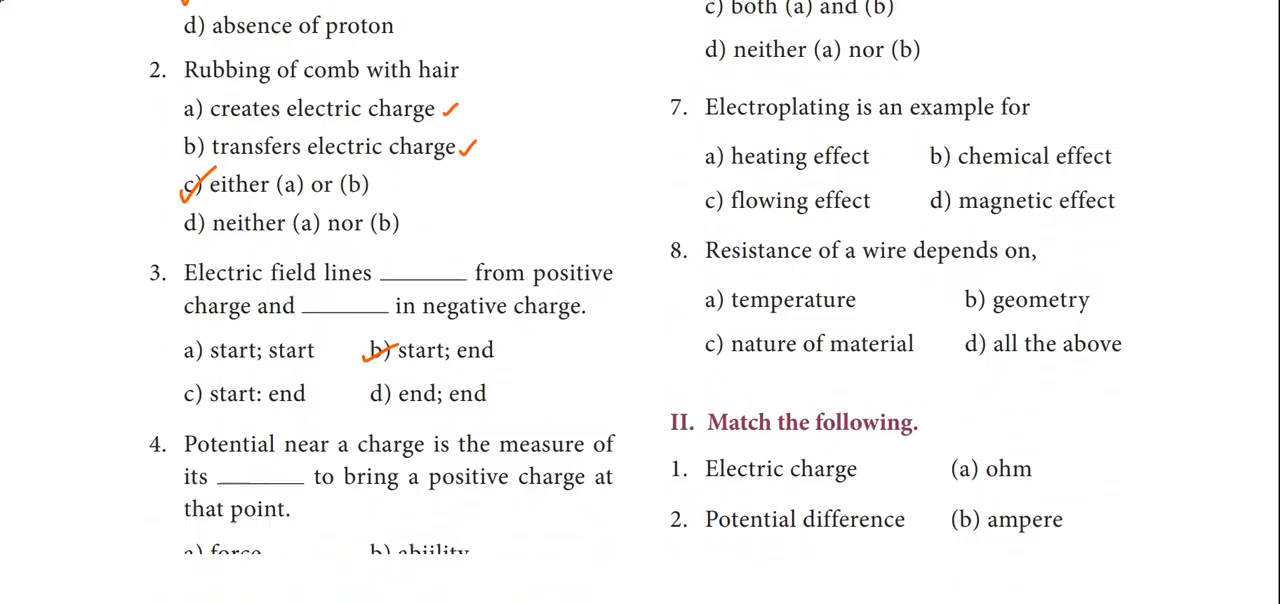 d) absence of proton
2. Rubbing of comb with hair
a) creates electric charge
b) transfers electric charge
c) either (a) or (b)
d) neither (a) nor (b)
3. Electric field lines ________ from positive
charge and ________ in negative charge.
a) start; start b) start; end
c) start: end d) end; end
4. Potential near a charge is the measure of
its ________ to bring a positive charge at
that point.
a) force b) abiility
c) both (a) and (b)
d) neither (a) nor (b)
7. Electroplating is an example for
a) heating effect b) chemical effect
c) flowing effect d) magnetic effect
8. Resistance of a wire depends on,
a) temperature b) geometry
c) nature of material d) all the above
II. Match the following.
1. Electric charge (a) ohm
2. Potential difference (b) ampere